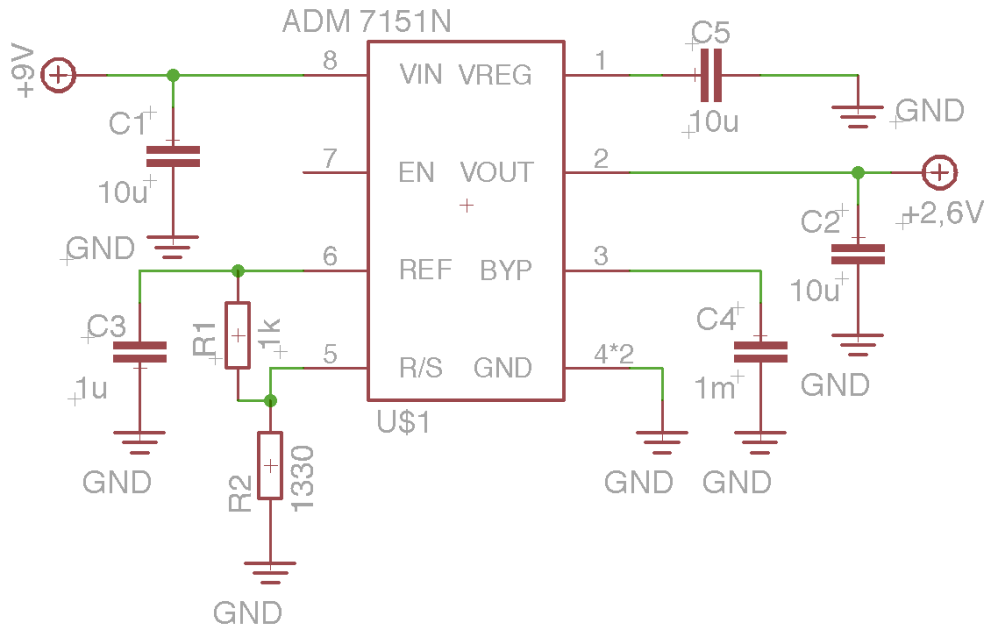 ADM 7151N
+9V
8
VIN
VREG
1
C5
10u
GND
C1
10u
GND
7
EN
VOUT
2
+2,6V
C2
10u
GND
6
REF
BYP
3
C3
1u
GND
R1
1k
C4
1m
GND
5
R/S
GND
4*2
GND
U$1
R2
1330
GND